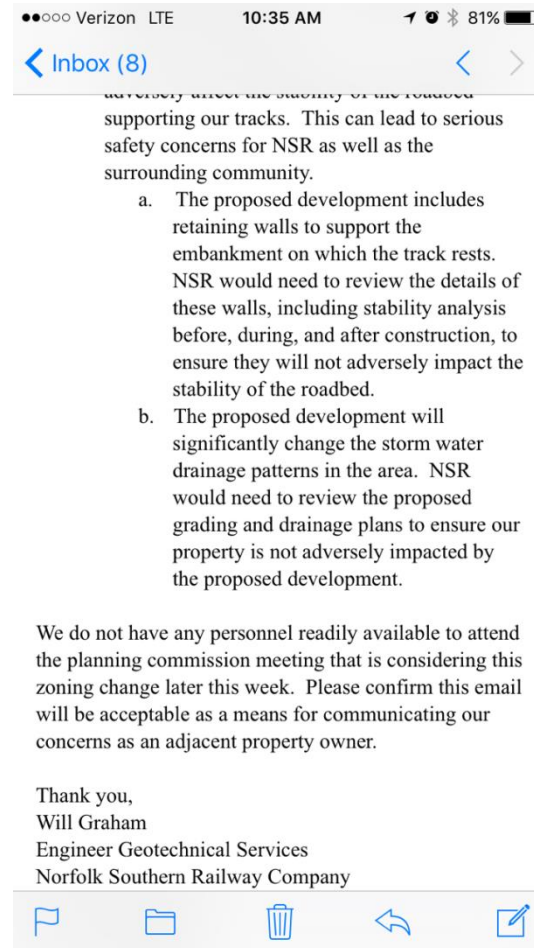 Verizon LTE 10:35 AM 81%
Inbox (8)
adversely affect the stability of the roadbed
supporting our tracks. This can lead to serious
safety concerns for NSR as well as the
surrounding community.
a. The proposed development includes
retaining walls to support the
embankment on which the track rests.
NSR would need to review the details of
these walls, including stability analysis
before, during, and after construction, to
ensure they will not adversely impact the
stability of the roadbed.
b. The proposed development will
significantly change the storm water
drainage patterns in the area. NSR
would need to review the proposed
grading and drainage plans to ensure our
property is not adversely impacted by
the proposed development.
We do not have any personnel readily available to attend
the planning commission meeting that is considering this
zoning change later this week. Please confirm this email
will be acceptable as a means for communicating our
concerns as an adjacent property owner.
Thank you,
Will Graham
Engineer Geotechnical Services
Norfolk Southern Railway Company